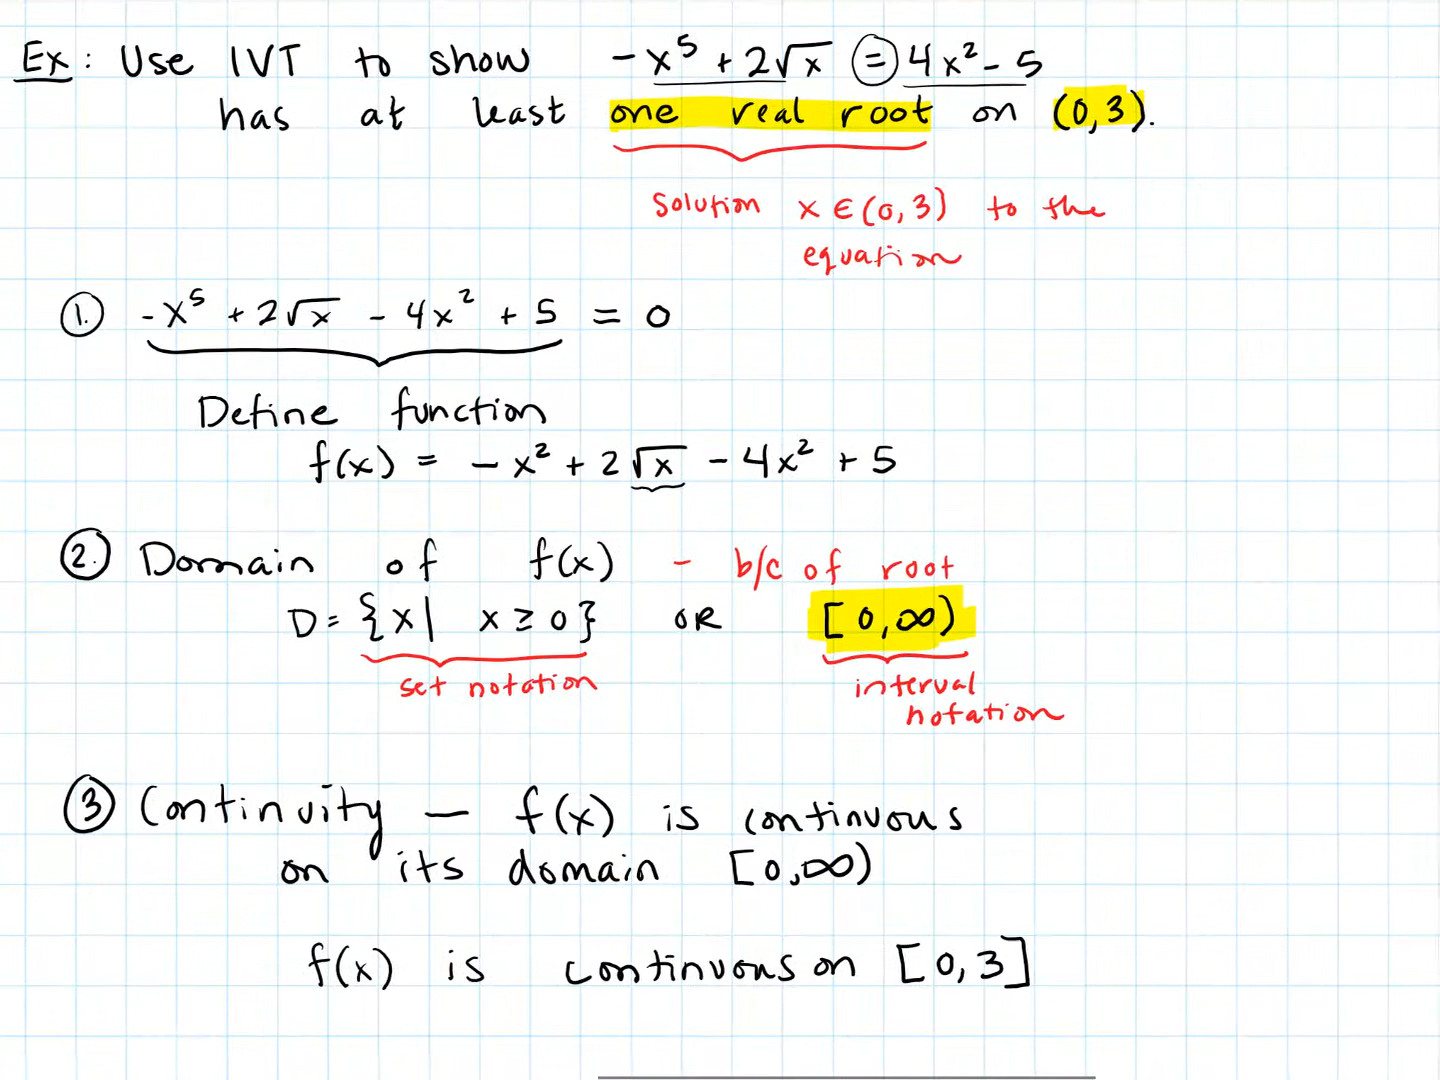 Ex: Use IVT to show -x⁵ + 2√x = 4x² - 5
has at least one real root on (0,3).
Solution x ∈ (0,3) to the
equation
1. -x⁵ + 2√x - 4x² + 5 = 0
Define function
f(x) = -x² + 2√x - 4x² + 5
2. Domain of f(x) - b/c of root
D = {x| x ≥ 0} OR [0,∞)
set notation interval
notation
3 Continuity — f(x) is continuous
on its domain [0,∞)
f(x) is continuous on [0,3]